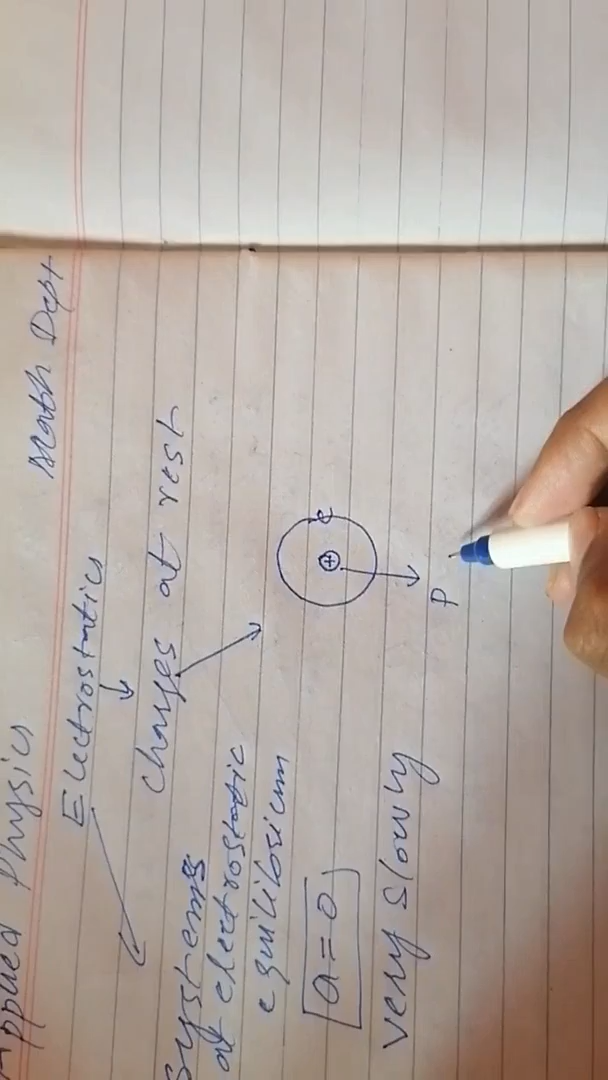 Applied Physics
Math Dept
Electrostatics
charges at rest
Systems
at electrostatic
equilibrium
a = 0
very slowly
e
+
P